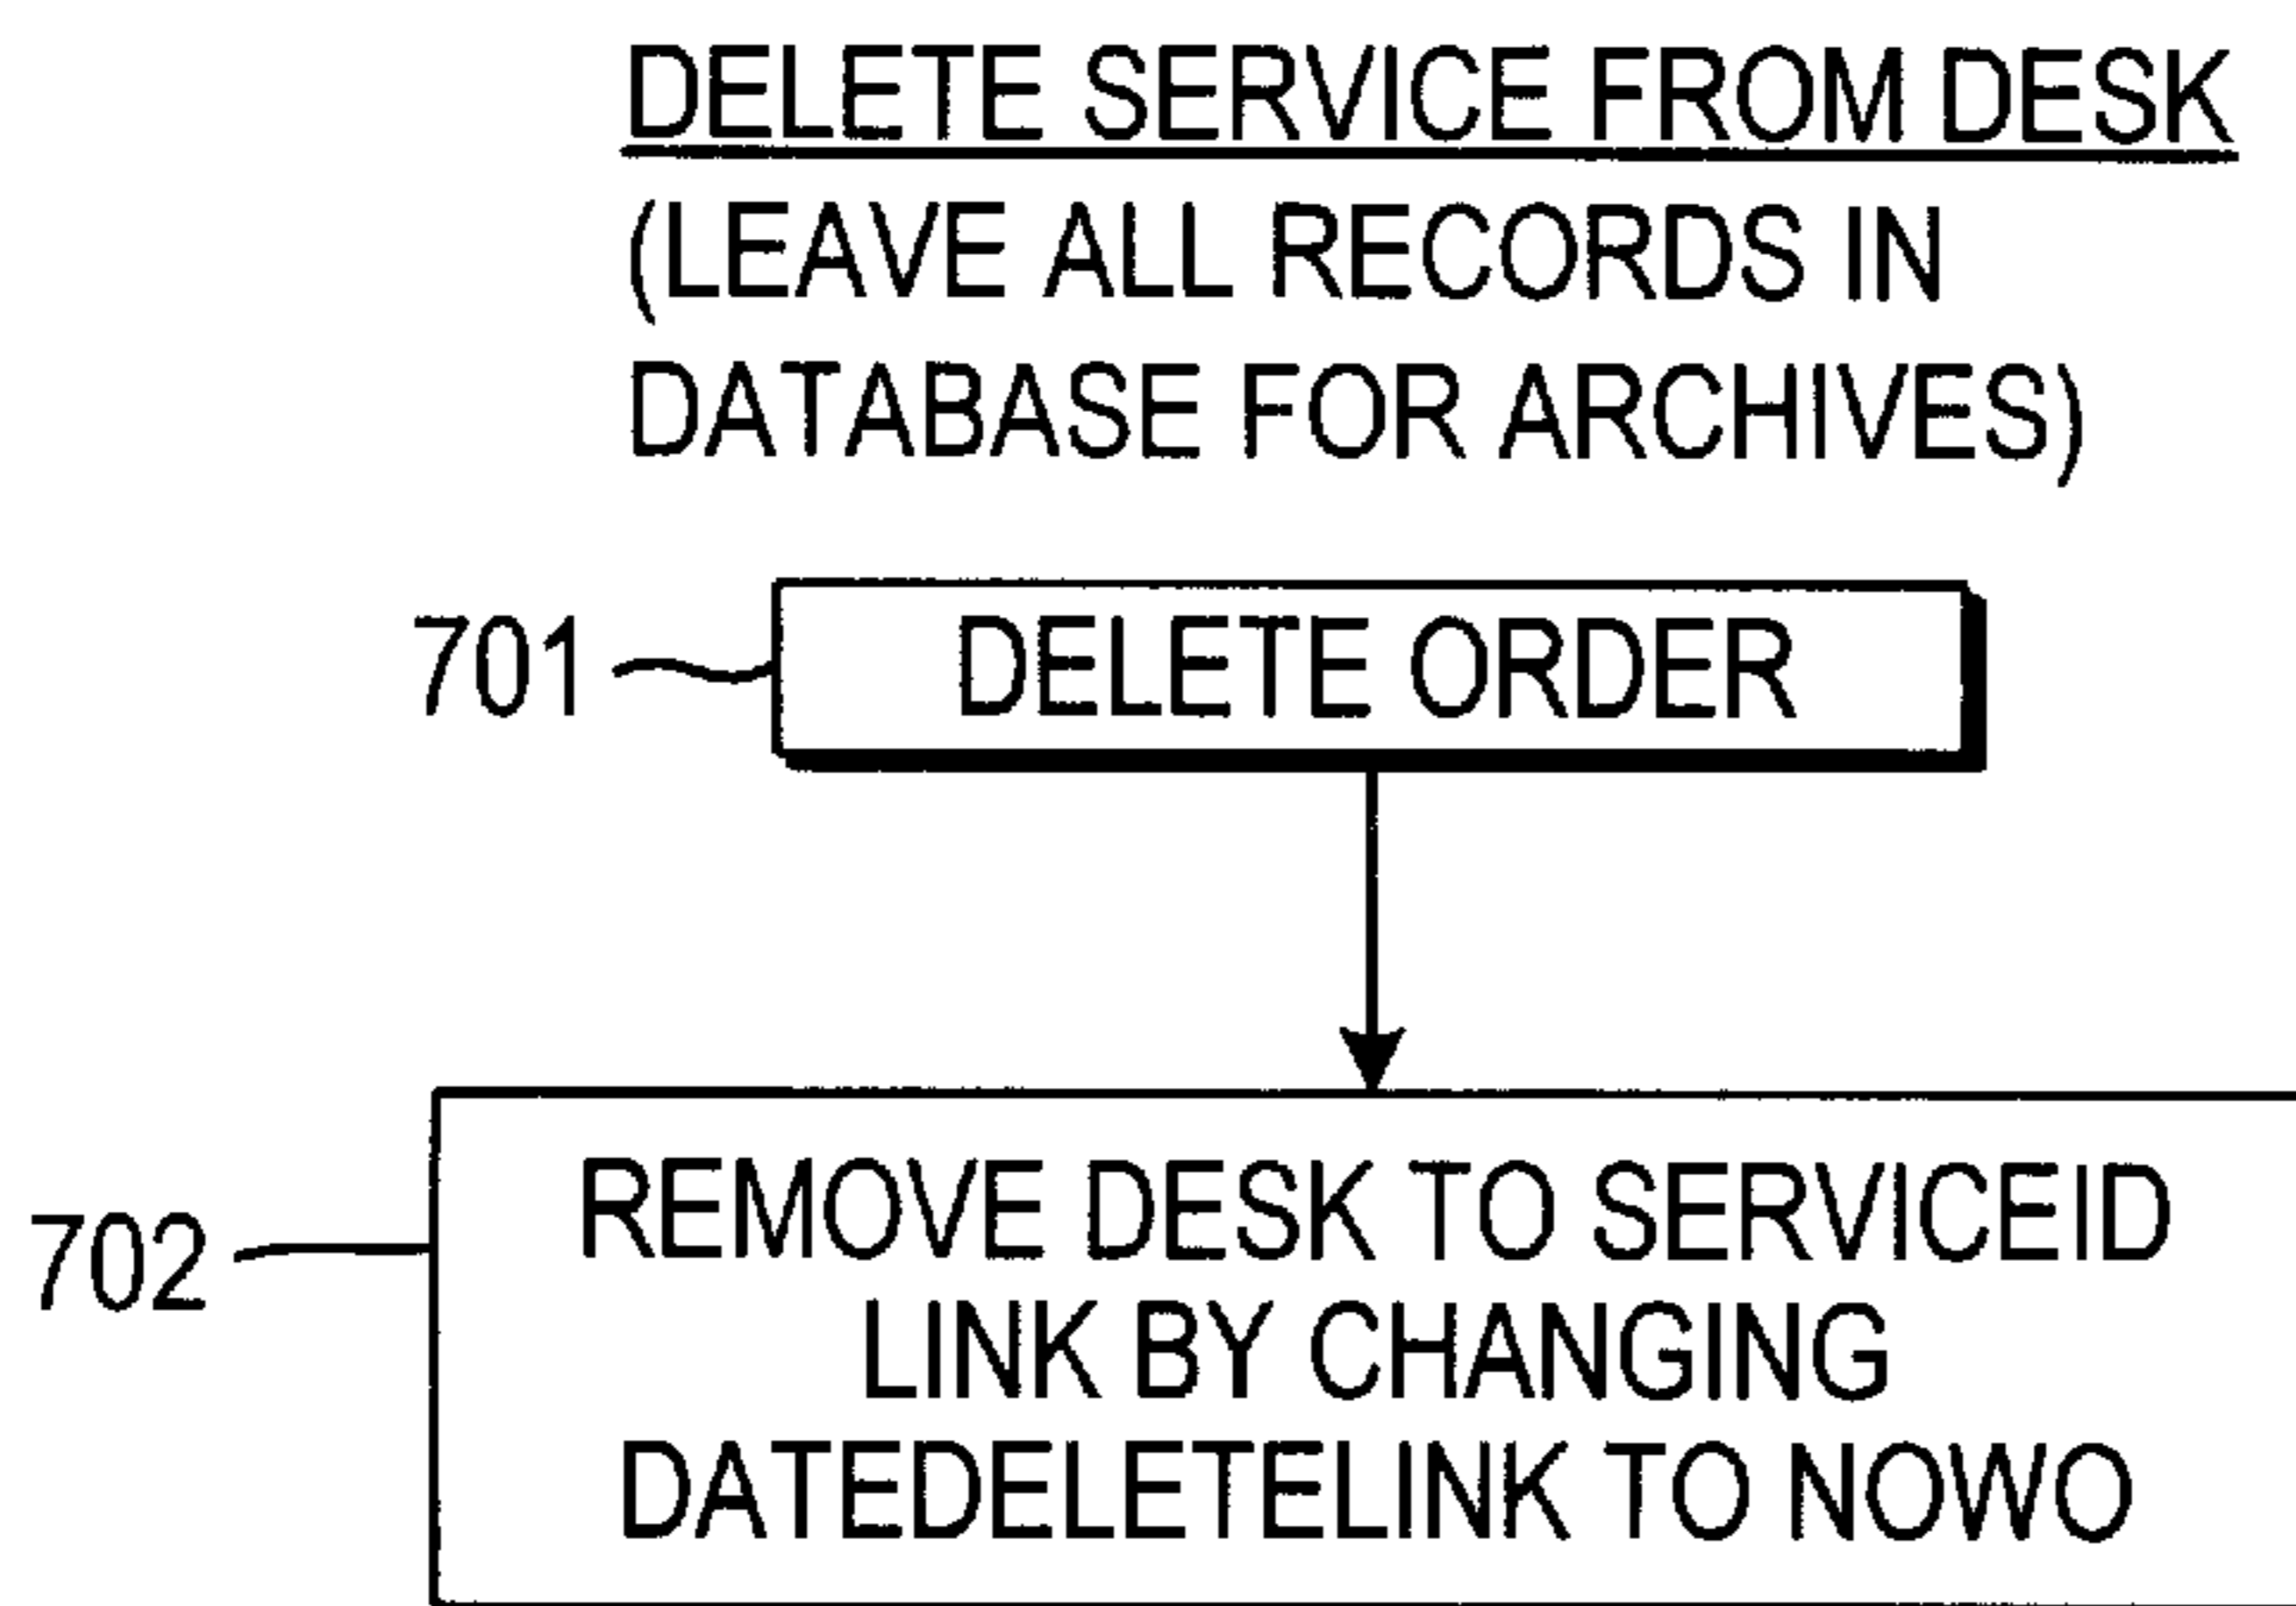 DELETE SERVICE FROM DESK
(LEAVE ALL RECORDS IN
DATABASE FOR ARCHIVES)
701
DELETE ORDER
702
REMOVE DESK TO SERVICEID
LINK BY CHANGING
DATEDELETELINK TO NOWO